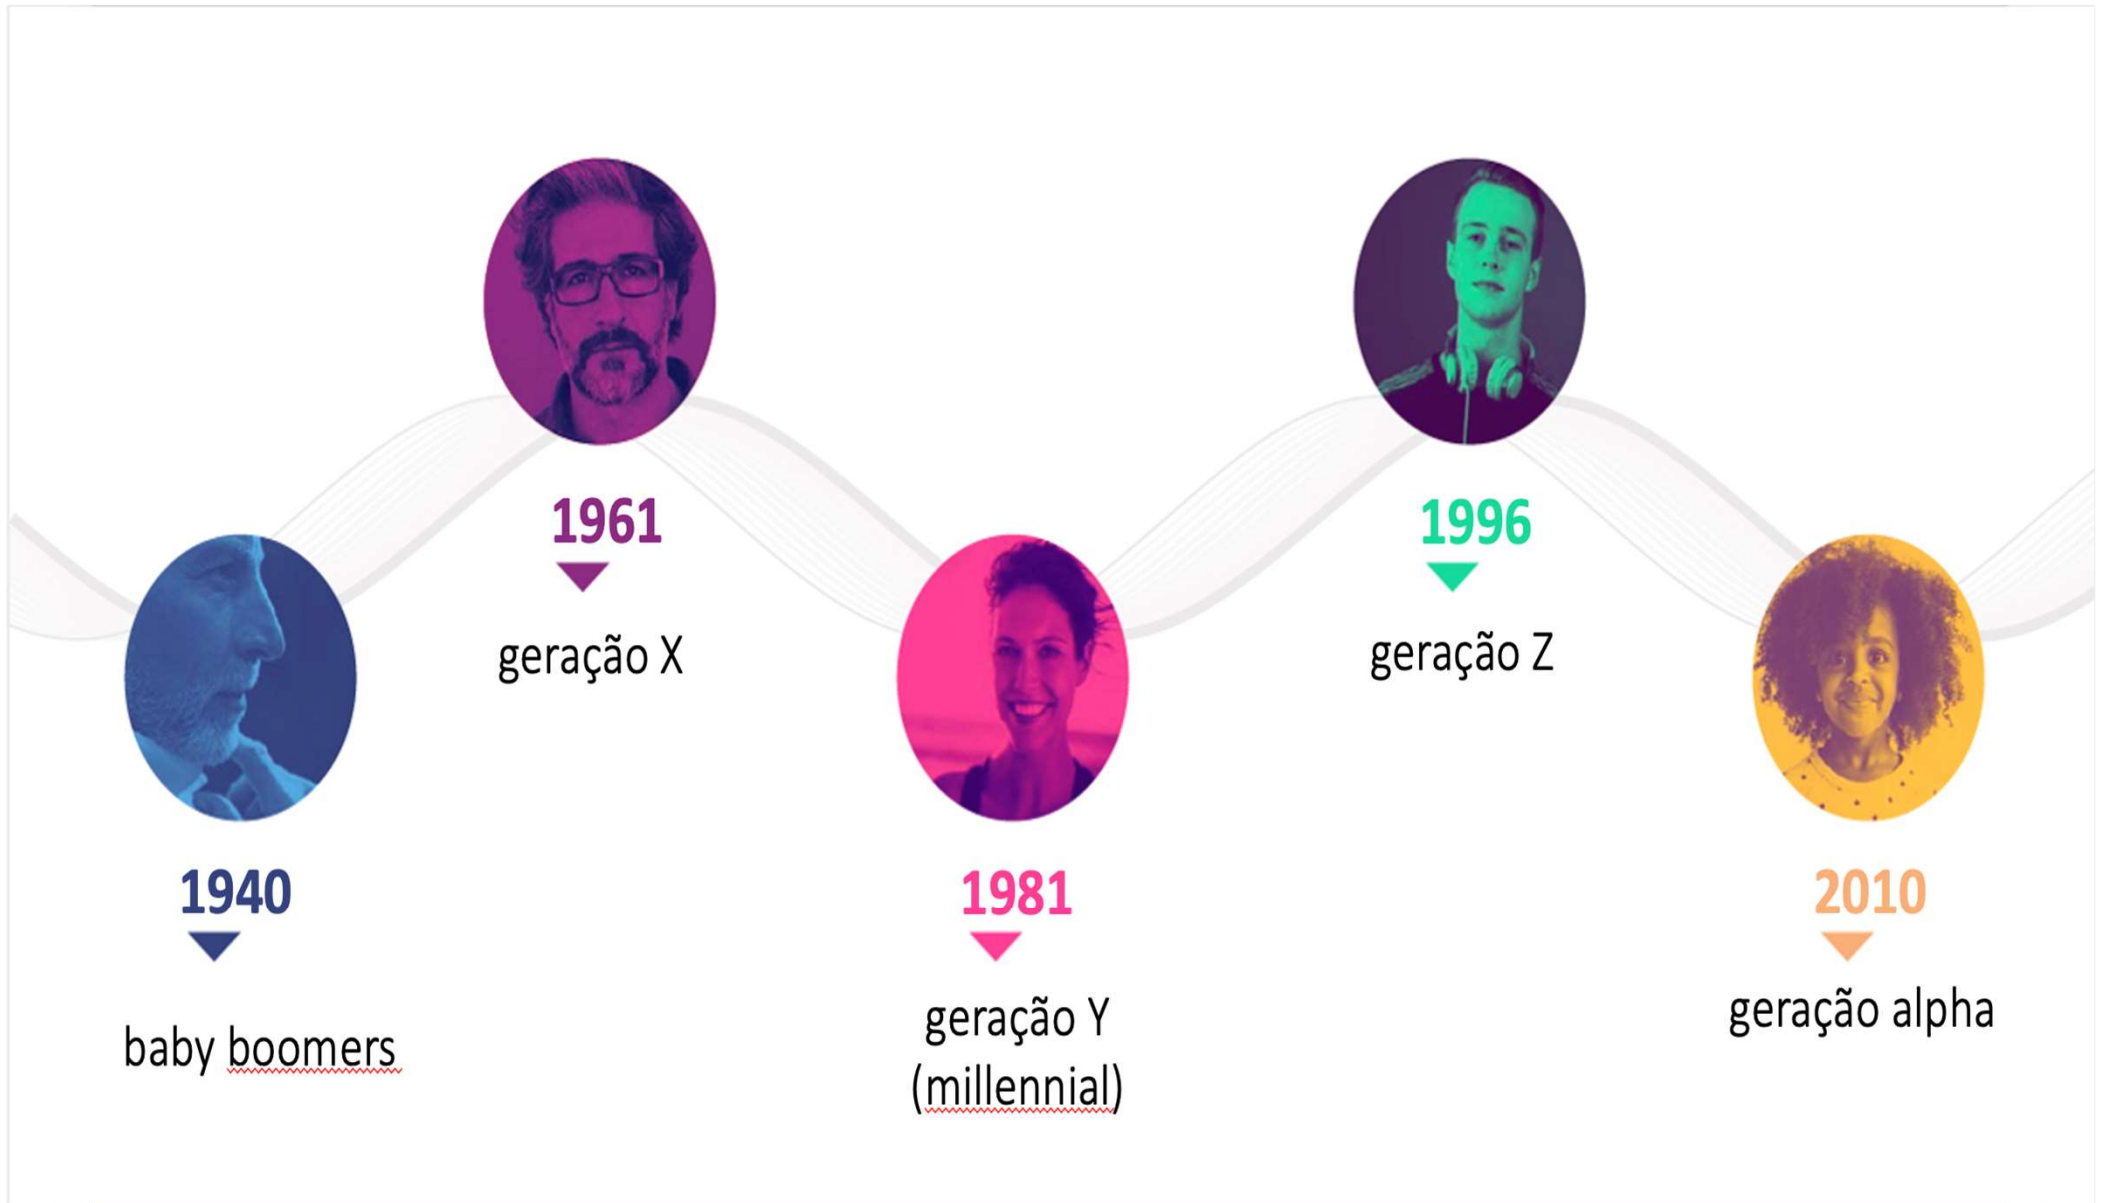 1940
baby boomers
1961
geração X
1981
geração Y
(millennial)
1996
geração Z
2010
geração alpha